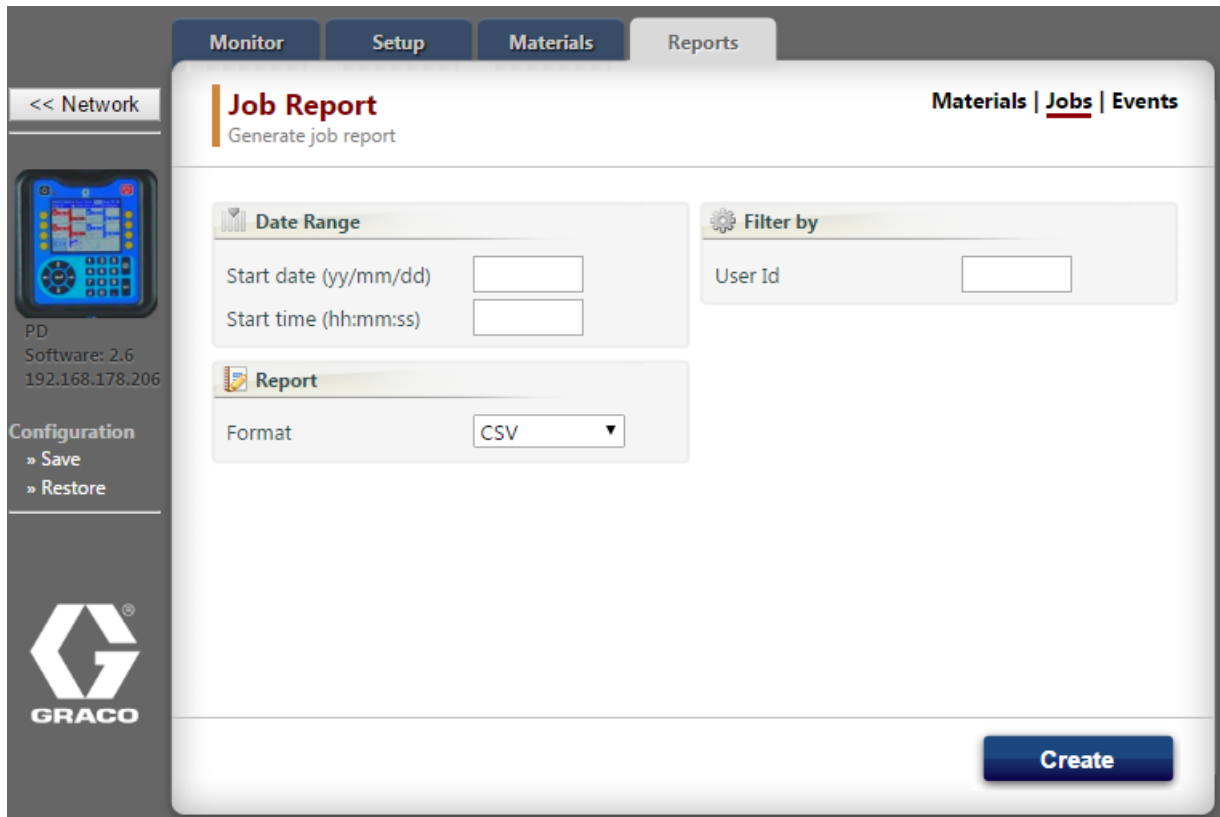 Monitor Setup Materials Reports
<< Network
Job Report
Generate job report
Materials | Jobs | Events
PD
Software: 2.6
192.168.178.206
Configuration
» Save
» Restore
GRACO
®
Date Range
Start date (yy/mm/dd)
Start time (hh:mm:ss)
Filter by
User Id
Report
Format CSV
Create